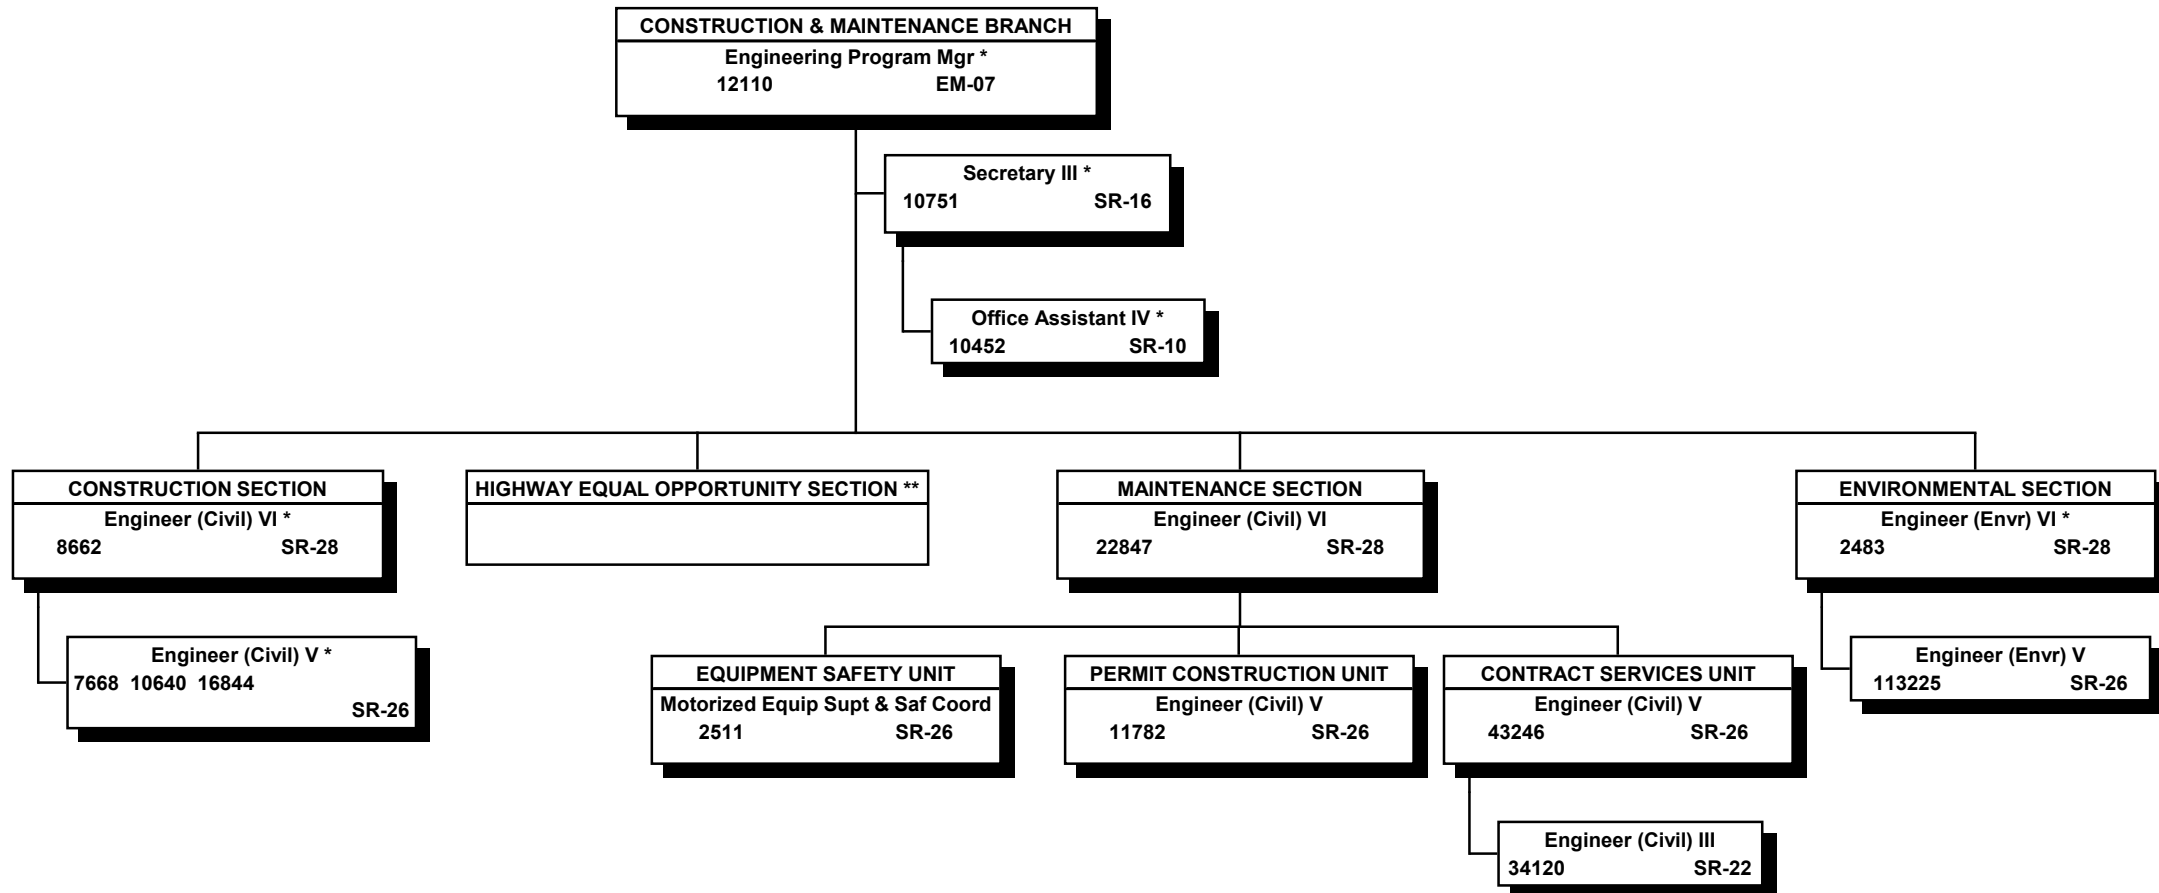 CONSTRUCTION & MAINTENANCE BRANCH
Engineering Program Mgr *
12110 EM-07
Secretary III *
10751 SR-16
Office Assistant IV *
10452 SR-10
CONSTRUCTION SECTION
Engineer (Civil) VI *
8662 SR-28
Engineer (Civil) V *
7668 10640 16844
SR-26
HIGHWAY EQUAL OPPORTUNITY SECTION **
MAINTENANCE SECTION
Engineer (Civil) VI
22847 SR-28
EQUIPMENT SAFETY UNIT
Motorized Equip Supt & Saf Coord
2511 SR-26
PERMIT CONSTRUCTION UNIT
Engineer (Civil) V
11782 SR-26
CONTRACT SERVICES UNIT
Engineer (Civil) V
43246 SR-26
Engineer (Civil) III
34120 SR-22
ENVIRONMENTAL SECTION
Engineer (Envr) VI *
2483 SR-28
Engineer (Envr) V
113225 SR-26